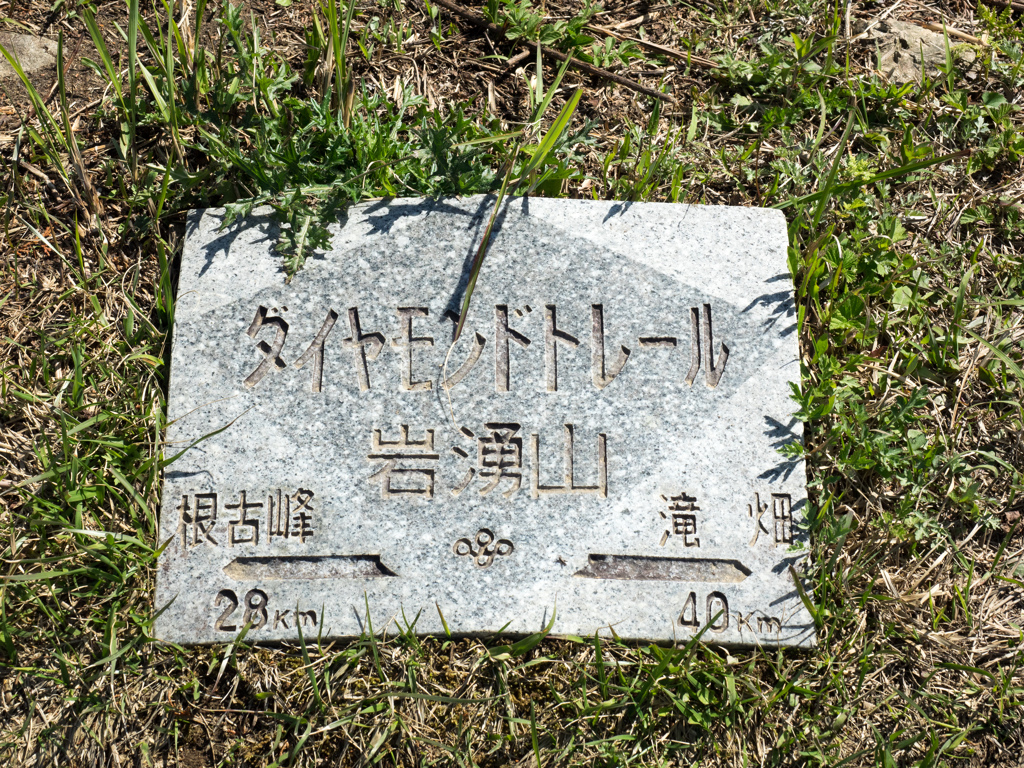 ダイヤモンドトレール
岩湧山
根古峰 滝畑
28Km 40Km